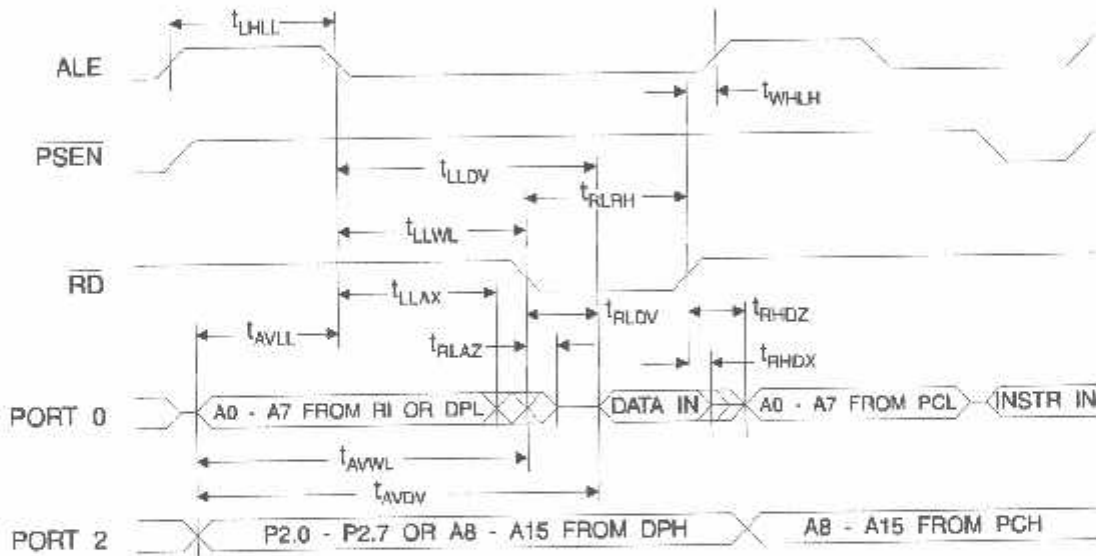 tLHLL
ALE
tWHLH
PSEN
tLLDV
tRLRH
tLLWL
RD
tLLAX
tRLDV
tRHDZ
tAVLL
tRLAZ
tRHDX
PORT 0
A0 - A7 FROM RI OR DPL
DATA IN
A0 - A7 FROM PCL
INSTR IN
tAVWL
tAVDV
PORT 2
P2.0 - P2.7 OR A8 - A15 FROM DPH
A8 - A15 FROM PCH